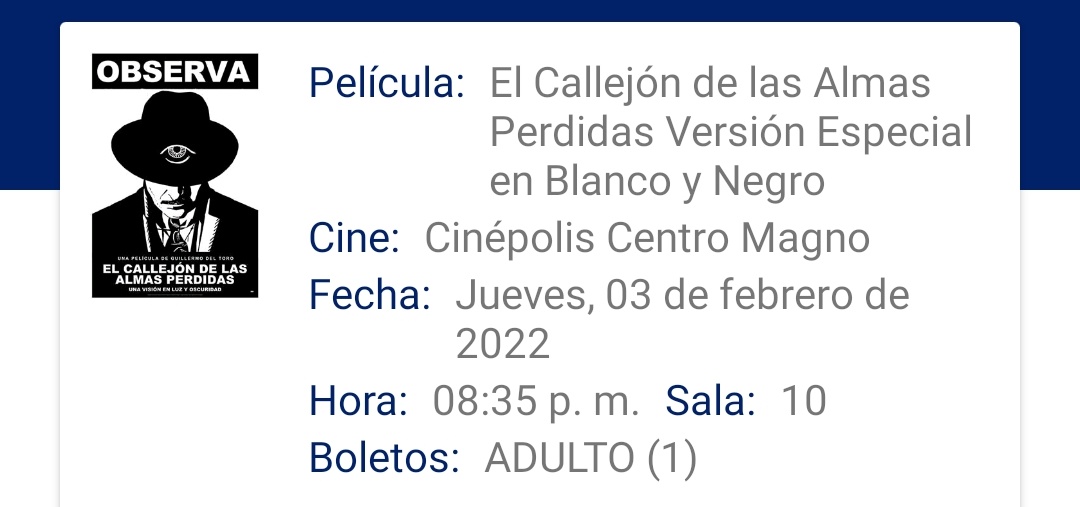 OBSERVA
UNA PELÍCULA DE GUILLERMO DEL TORO
EL CALLEJÓN DE LAS
ALMAS PERDIDAS
UNA VISIÓN EN LUZ Y OSCURIDAD
Película: El Callejón de las Almas
Perdidas Versión Especial
en Blanco y Negro
Cine: Cinépolis Centro Magno
Fecha: Jueves, 03 de febrero de
2022
Hora: 08:35 p. m. Sala: 10
Boletos: ADULTO (1)